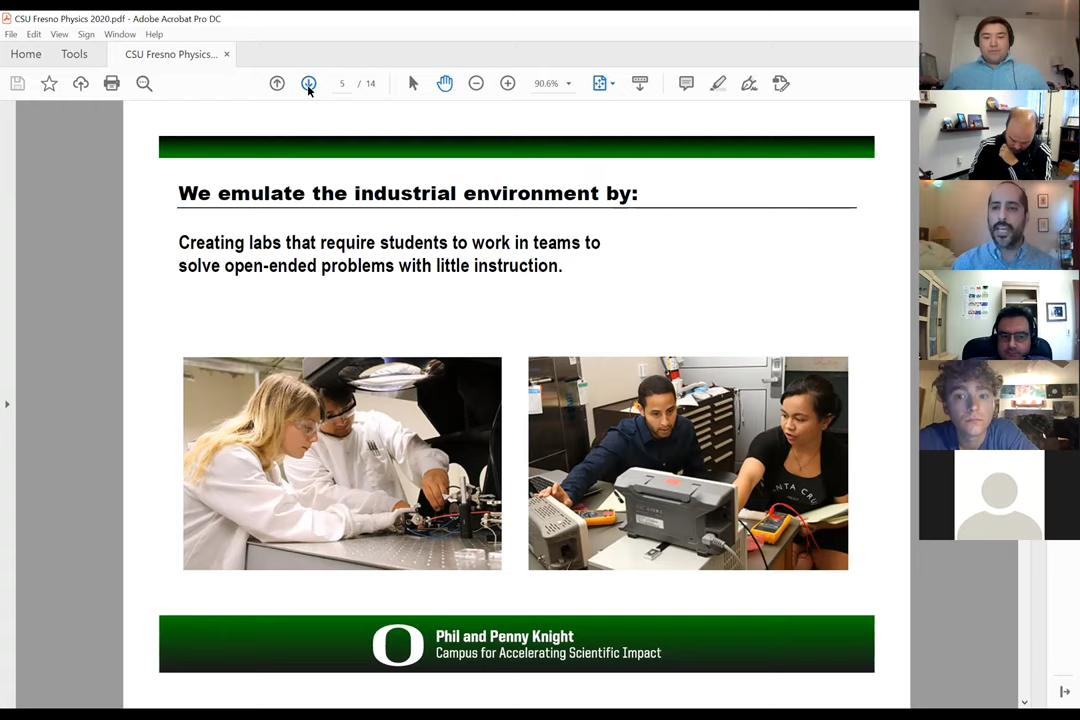 CSU Fresno Physics 2020.pdf - Adobe Acrobat Pro DC
File Edit View Sign Window Help
Home Tools CSU Fresno Physics... ×
5 / 14 90.6%
We emulate the industrial environment by:
Creating labs that require students to work in teams to
solve open-ended problems with little instruction.
O
Phil and Penny Knight
Campus for Accelerating Scientific Impact